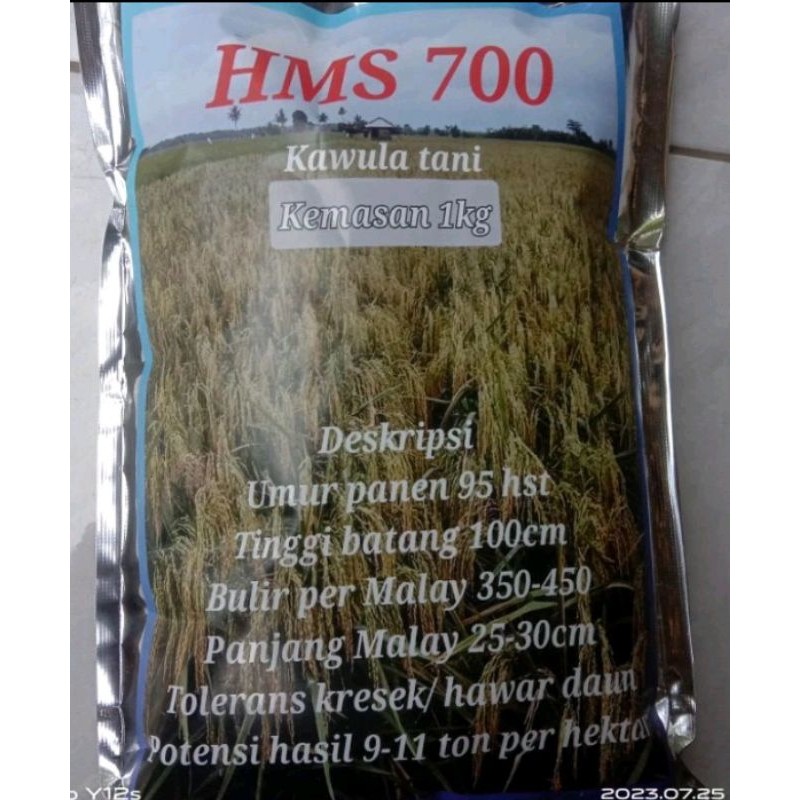 HMS 700
Kawula tani
Kemasan 1kg
Deskripsi
Umur panen 95 hst
Tinggi batang 100cm
Bulir per Malay 350-450
Panjang Malay 25-30cm
Tolerans kresek/ hawar daun
Potensi hasil 9-11 ton per hektar
Y12s
2023.07.25